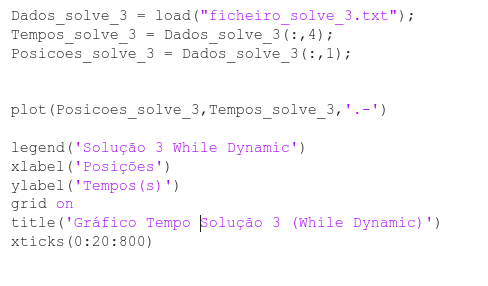 Dados_solve_3 = load("ficheiro_solve_3.txt");
Tempos_solve_3 = Dados_solve_3(:,4);
Posicoes_solve_3 = Dados_solve_3(:,1);
plot(Posicoes_solve_3,Tempos_solve_3,'.-')
legend('Solução 3 While Dynamic')
xlabel('Posições')
ylabel('Tempos(s)')
grid on
title('Gráfico Tempo Solução 3 (While Dynamic)')
xticks(0:20:800)